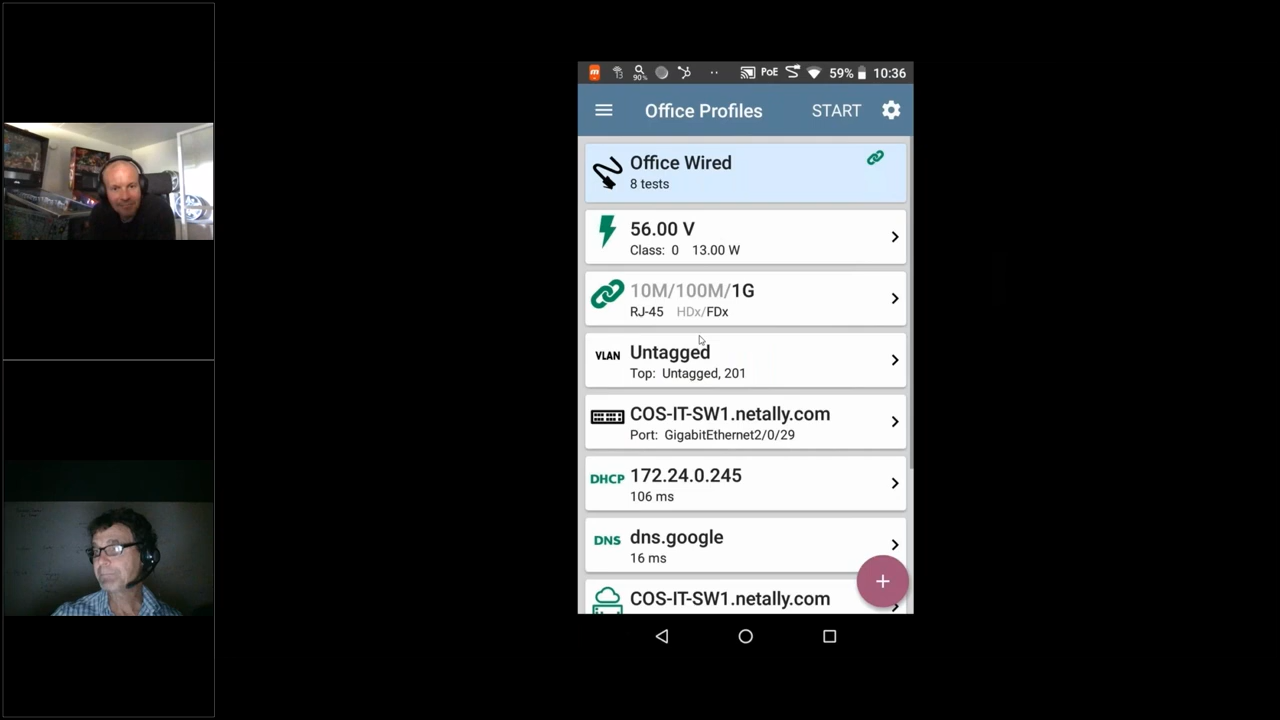 90%
PoE
59%
10:36
Office Profiles
START
Office Wired
8 tests
56.00 V
Class: 0 13.00 W
10M/100M/1G
RJ-45 HDx/FDx
VLAN
Untagged
Top: Untagged, 201
COS-IT-SW1.netally.com
Port: GigabitEthernet2/0/29
DHCP
172.24.0.245
106 ms
DNS
dns.google
16 ms
COS-IT-SW1.netally.com